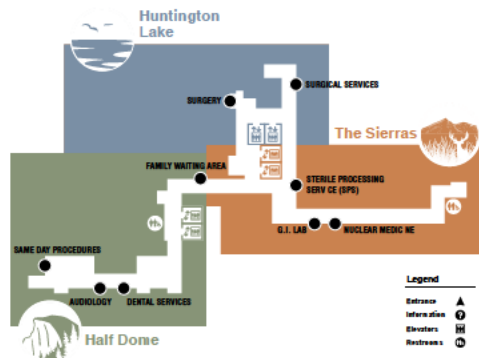 Huntington
Lake
SURGERY
SURGICAL SERVICES
The Sierras
FAMILY WAITING AREA
STERILE PROCESSING
SERV CE (SPS)
G.I. LAB
NUCLEAR MEDIC NE
SAME DAY PROCEDURES
AUDIOLOGY
DENTAL SERVICES
Half Dome
Legend
Entrance
Information ?
Elevators
Restrooms